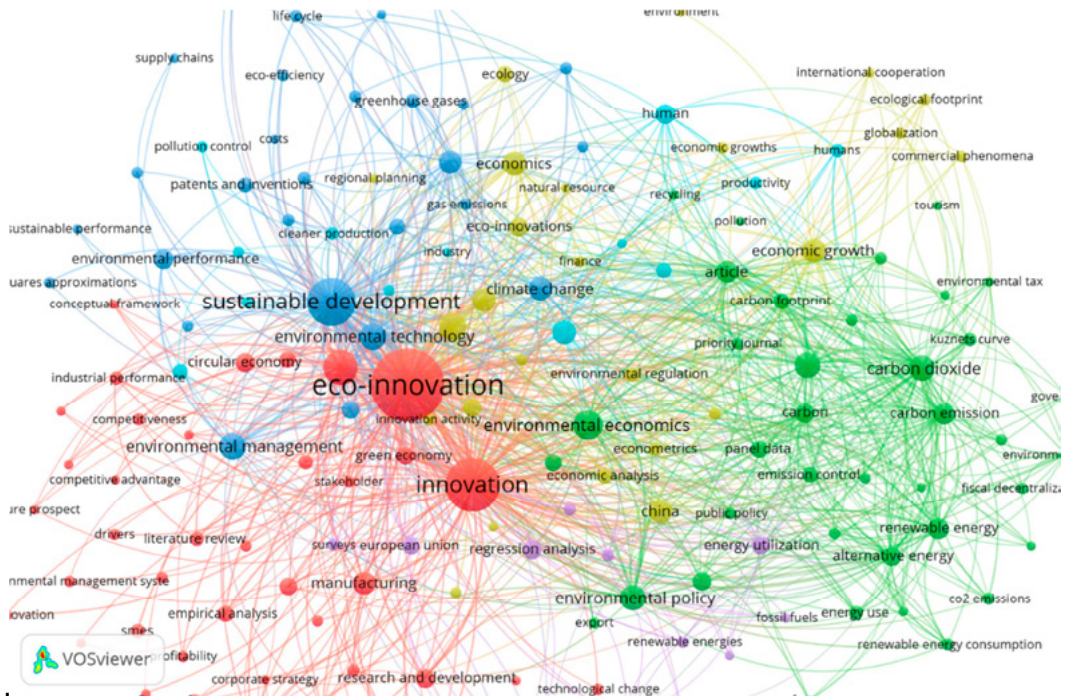 life cycle
environment
supply chains
eco-efficiency
ecology
international cooperation
greenhouse gases
ecological footprint
human
costs
globalization
pollution control
economic growths
humans
commercial phenomena
economics
patents and inventions
regional planning
natural resource
recycling
productivity
gas emissions
tourism
sustainable performance
cleaner production
eco-innovations
pollution
environmental performance
industry
finance
economic growth
article
uares approximations
climate change
environmental tax
conceptual framework
sustainable development
carbon footprint
environmental technology
priority journal
kuznets curve
circular economy
carbon dioxide
industrial performance
eco-innovation
environmental regulation
gove
competitiveness
innovation activity
carbon
carbon emission
environmental economics
environmental management
econometrics
panel data
green economy
environm
competitive advantage
stakeholder
innovation
economic analysis
emission control
fiscal decentraliza
ure prospect
china
public policy
renewable energy
drivers
literature review
surveys
european union
regression analysis
energy utilization
alternative energy
nmental management syste
manufacturing
environmental policy
co2 emissions
ovation
empirical analysis
export
fossil fuels
energy use
smes
renewable energies
renewable energy consumption
VOSviewer
profitability
corporate strategy
research and development
technological change